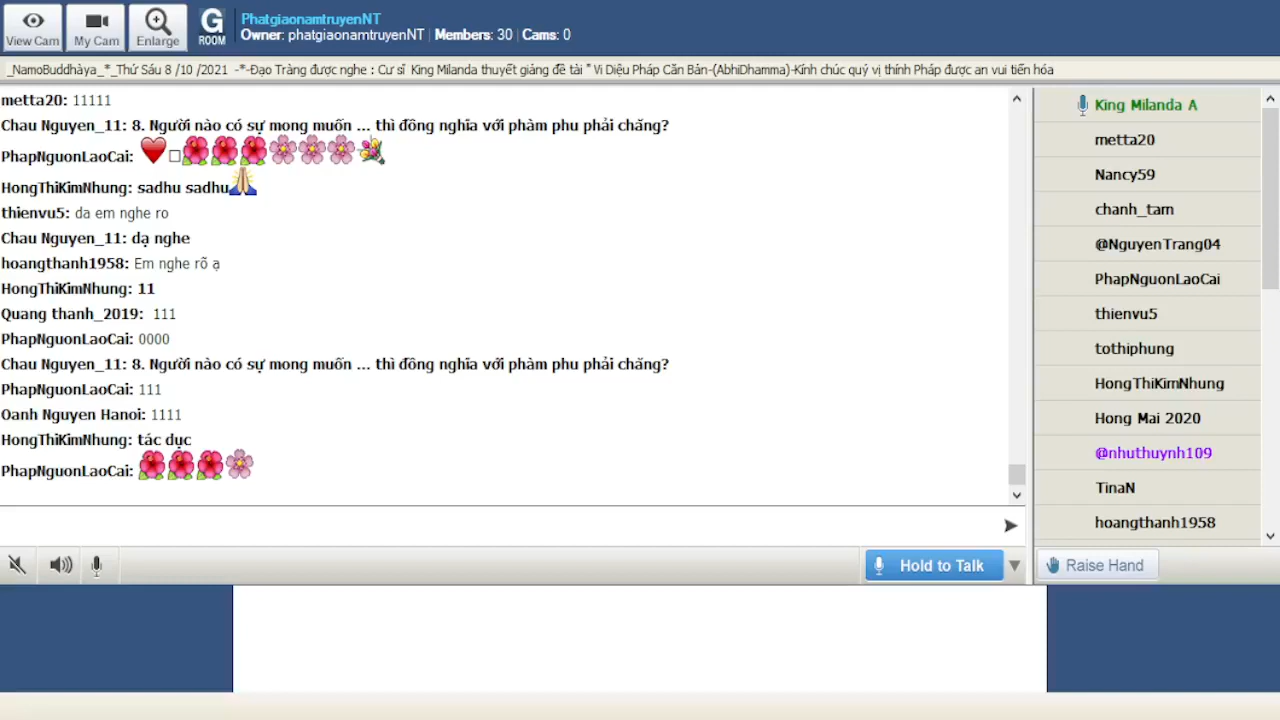 View Cam
My Cam
Enlarge
G
ROOM
PhatgiaonamtruyenNT
Owner: phatgiaonamtruyenNT | Members: 30 | Cams: 0
_NamoBuddhàya_*_Thứ Sáu 8 /10 /2021 -*-Đạo Tràng được nghe : Cư sĩ King Milanda thuyết giảng đề tài " Vi Diệu Pháp Căn Bản-(AbhiDhamma)-Kính chúc quý vị thính Pháp được an vui tiến hóa
metta20: 11111
Chau Nguyen_11: 8. Người nào có sự mong muốn ... thì đồng nghĩa với phàm phu phải chăng?
PhapNguonLaoCai:
HongThiKimNhung: sadhu sadhu
thienvu5: da em nghe ro
Chau Nguyen_11: dạ nghe
hoangthanh1958: Em nghe rõ ạ
HongThiKimNhung: 11
Quang thanh_2019: 111
PhapNguonLaoCai: 0000
Chau Nguyen_11: 8. Người nào có sự mong muốn ... thì đồng nghĩa với phàm phu phải chăng?
PhapNguonLaoCai: 111
Oanh Nguyen Hanoi: 1111
HongThiKimNhung: tác dục
PhapNguonLaoCai:
King Milanda A
metta20
Nancy59
chanh_tam
@NguyenTrang04
PhapNguonLaoCai
thienvu5
tothiphung
HongThiKimNhung
Hong Mai 2020
@nhuthuynh109
TinaN
hoangthanh1958
Hold to Talk
Raise Hand